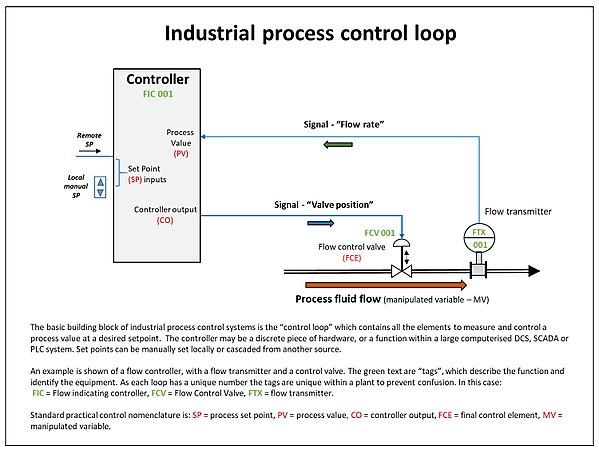 Industrial process control loop
Controller
FIC 001
Process
Value
(PV)
Signal - “Flow rate”
Remote
SP
Set Point
(SP) inputs
Local
manual
SP
Controller output
(CO)
Signal - “Valve position”
Flow transmitter
FCV 001
FTX
001
Flow control valve
(FCE)
Process fluid flow (manipulated variable – MV)
The basic building block of industrial process control systems is the “control loop” which contains all the elements to measure and control a
process value at a desired setpoint. The controller may be a discrete piece of hardware, or a function within a large computerised DCS, SCADA or
PLC system. Set points can be manually set locally or cascaded from another source.
An example is shown of a flow controller, with a flow transmitter and a control valve. The green text are “tags”, which describe the function and
identify the equipment. As each loop has a unique number the tags are unique within a plant to prevent confusion. In this case:
FIC = Flow indicating controller, FCV = Flow Control Valve, FTX = flow transmitter.
Standard practical control nomenclature is: SP = process set point, PV = process value, CO = controller output, FCE = final control element, MV =
manipulated variable.